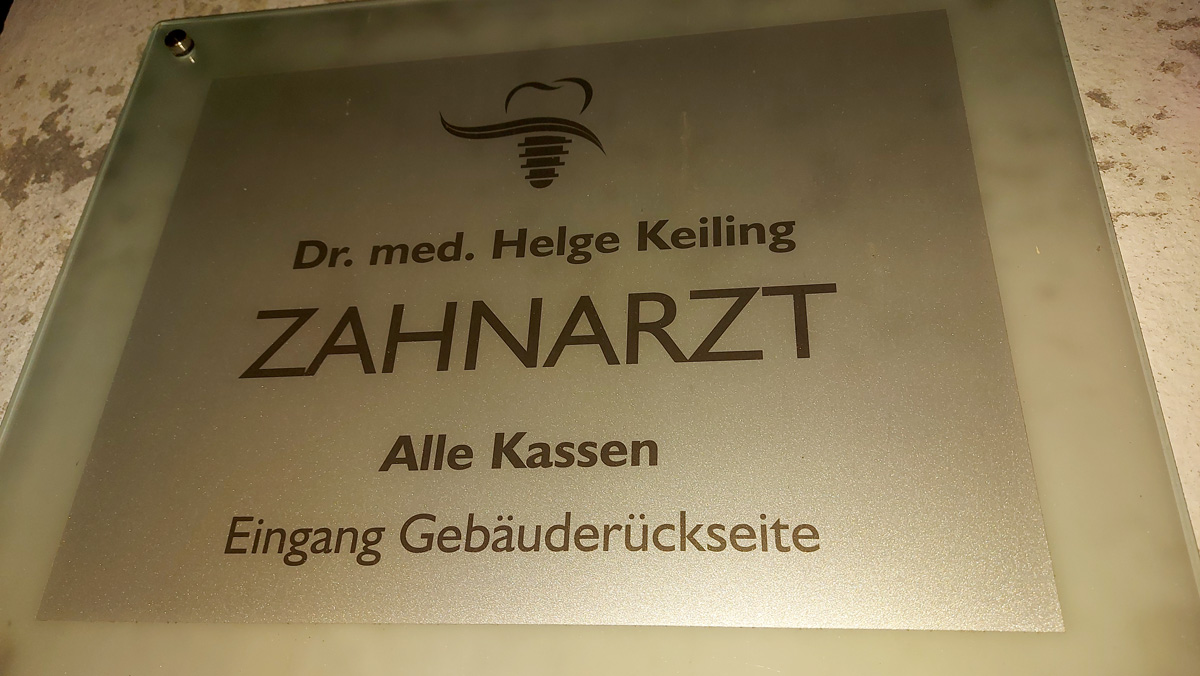 Dr. med. Helge Keiling
ZAHNARZT
Alle Kassen
Eingang Gebäuderückseite